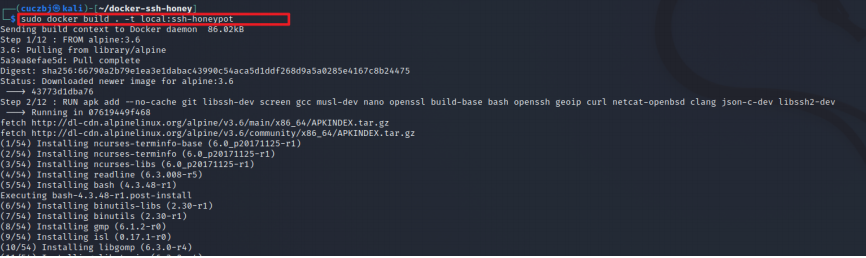 (cuczbj㉿kali)-[~/docker-ssh-honey]
$ sudo docker build . -t local:ssh-honeypot
Sending build context to Docker daemon  86.02kB
Step 1/12 : FROM alpine:3.6
3.6: Pulling from library/alpine
5a3ea8efae5d: Pull complete
Digest: sha256:66790a2b79e1ea3e1dabac43990c54aca5d1ddf268d9a5a0285e4167c8b24475
Status: Downloaded newer image for alpine:3.6
 ---> 43773d1dba76
Step 2/12 : RUN apk add --no-cache git libssh-dev screen gcc musl-dev nano openssl build-base bash openssh geoip curl netcat-openbsd clang json-c-dev libssh2-dev
 ---> Running in 07619449f468
fetch http://dl-cdn.alpinelinux.org/alpine/v3.6/main/x86_64/APKINDEX.tar.gz
fetch http://dl-cdn.alpinelinux.org/alpine/v3.6/community/x86_64/APKINDEX.tar.gz
(1/54) Installing ncurses-terminfo-base (6.0_p20171125-r1)
(2/54) Installing ncurses-terminfo (6.0_p20171125-r1)
(3/54) Installing ncurses-libs (6.0_p20171125-r1)
(4/54) Installing readline (6.3.008-r5)
(5/54) Installing bash (4.3.48-r1)
Executing bash-4.3.48-r1.post-install
(6/54) Installing binutils-libs (2.30-r1)
(7/54) Installing binutils (2.30-r1)
(8/54) Installing gmp (6.1.2-r0)
(9/54) Installing isl (0.17.1-r0)
(10/54) Installing libgomp (6.3.0-r4)